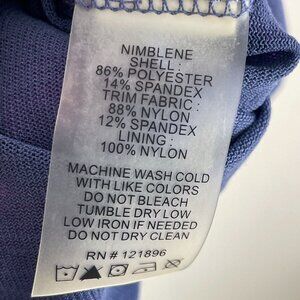 NIMBLENE
SHELL :
86% POLYESTER
14% SPANDEX
TRIM FABRIC :
88% NYLON
12% SPANDEX
LINING :
100% NYLON
MACHINE WASH COLD
WITH LIKE COLORS
DO NOT BLEACH
TUMBLE DRY LOW
LOW IRON IF NEEDED
DO NOT DRY CLEAN
RN # 121896